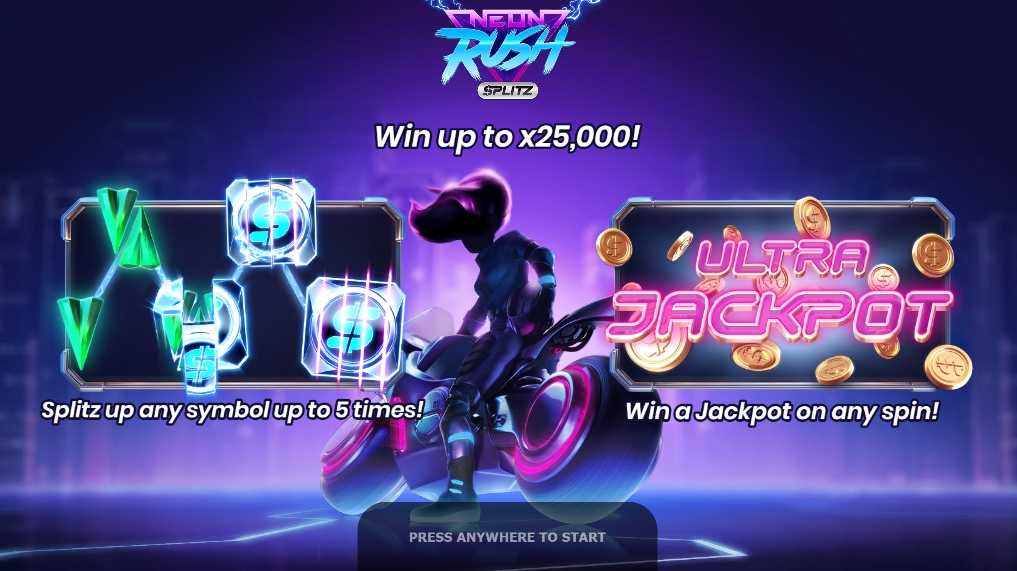 NEON
RUSH
SPLITZ
Win up to x25,000!
ULTRA
JACKPOT
Splitz up any symbol up to 5 times!
Win a Jackpot on any spin!
PRESS ANYWHERE TO START